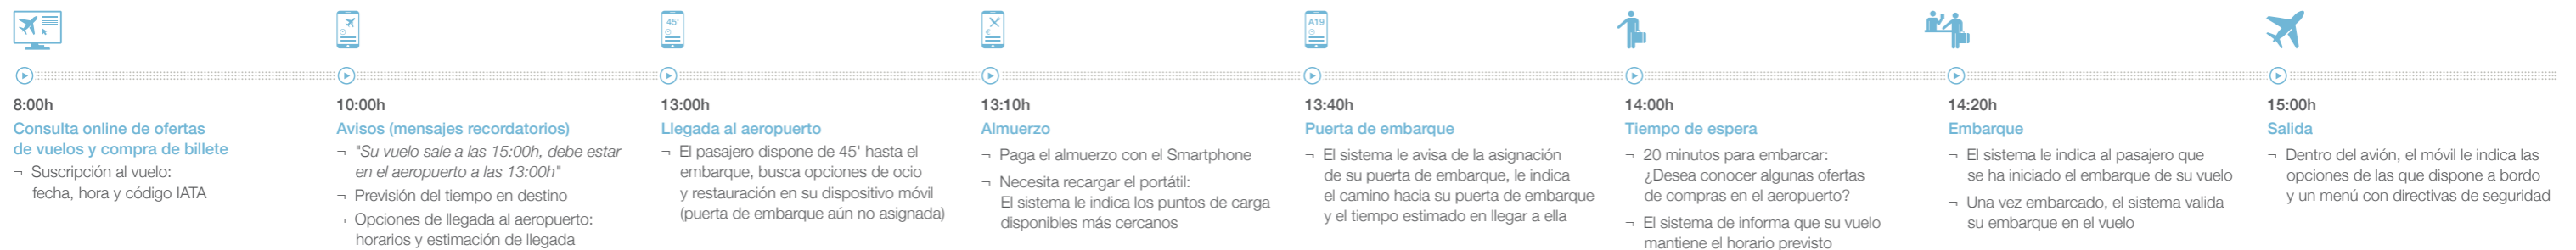 45'
€
A19
8:00h
Consulta online de ofertas
de vuelos y compra de billete
¬ Suscripción al vuelo:
fecha, hora y código IATA
10:00h
Avisos (mensajes recordatorios)
¬ "Su vuelo sale a las 15:00h, debe estar
en el aeropuerto a las 13:00h"
¬ Previsión del tiempo en destino
¬ Opciones de llegada al aeropuerto:
horarios y estimación de llegada
13:00h
Llegada al aeropuerto
¬ El pasajero dispone de 45' hasta el
embarque, busca opciones de ocio
y restauración en su dispositivo móvil
(puerta de embarque aún no asignada)
13:10h
Almuerzo
¬ Paga el almuerzo con el Smartphone
¬ Necesita recargar el portátil:
El sistema le indica los puntos de carga
disponibles más cercanos
13:40h
Puerta de embarque
¬ El sistema le avisa de la asignación
de su puerta de embarque, le indica
el camino hacia su puerta de embarque
y el tiempo estimado en llegar a ella
14:00h
Tiempo de espera
¬ 20 minutos para embarcar:
¿Desea conocer algunas ofertas
de compras en el aeropuerto?
¬ El sistema de informa que su vuelo
mantiene el horario previsto
14:20h
Embarque
¬ El sistema le indica al pasajero que
se ha iniciado el embarque de su vuelo
¬ Una vez embarcado, el sistema valida
su embarque en el vuelo
15:00h
Salida
¬ Dentro del avión, el móvil le indica las
opciones de las que dispone a bordo
y un menú con directivas de seguridad